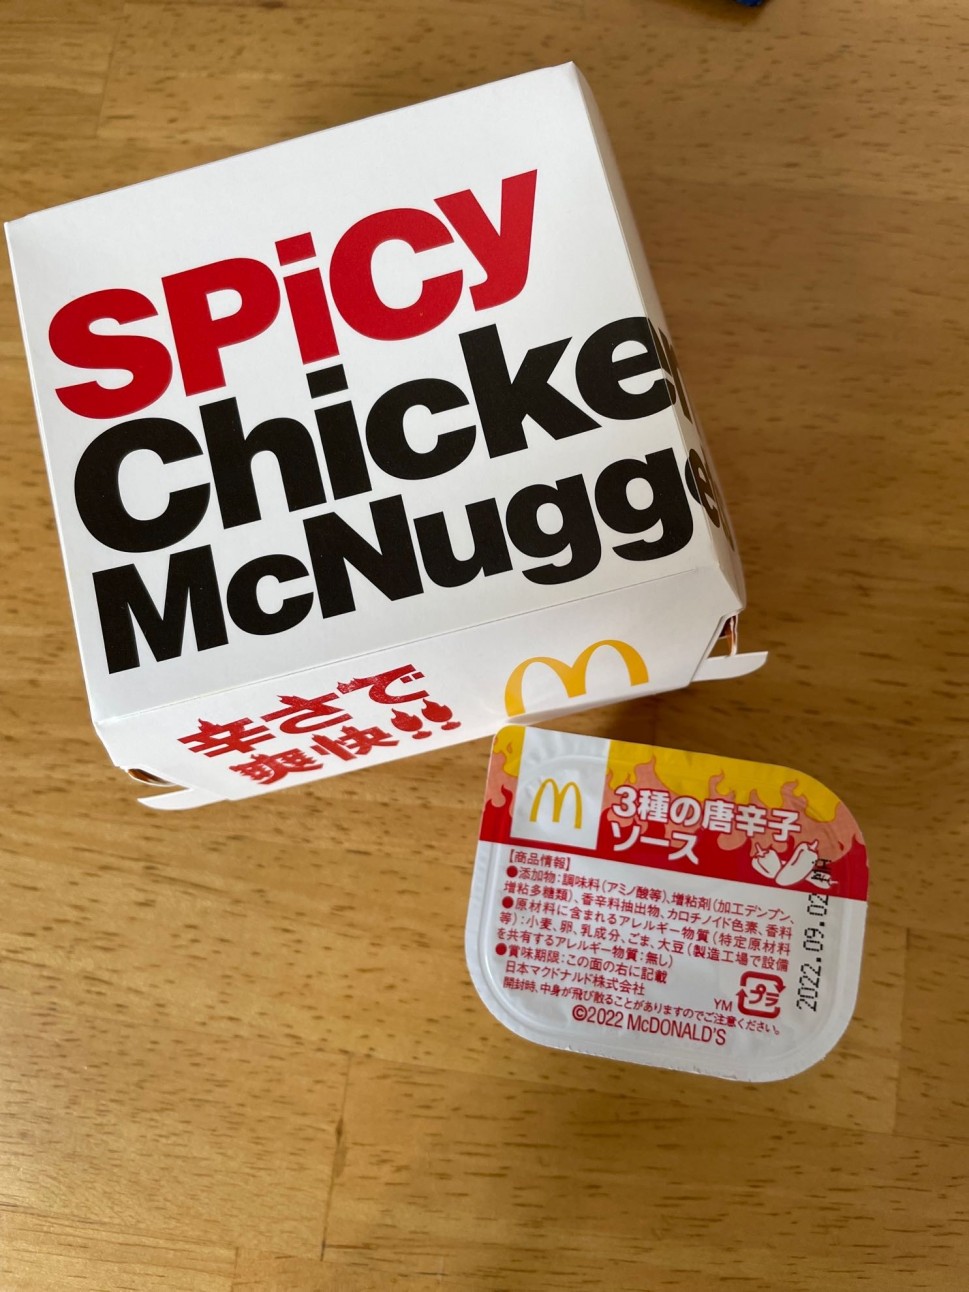 SPicy
Chicken
McNugge
辛さで
爽快!!
3種の唐辛子
ソース
【商品情報】
●添加物:調味料(アミノ酸等)、増粘剤(加工デンプン、
増粘多糖類)、香辛料抽出物、カロチノイド色素、香料
●原材料に含まれるアレルギー物質(特定原材料
等):小麦、卵、乳成分、ごま、大豆(製造工場で設備
を共有するアレルギー物質:無し)
●賞味期限:この面の右に記載
日本マクドナルド株式会社
開封時、中身が飛び散ることがありますのでご注意ください。
©2022 McDONALD'S
YM
プラ
2022.09.02